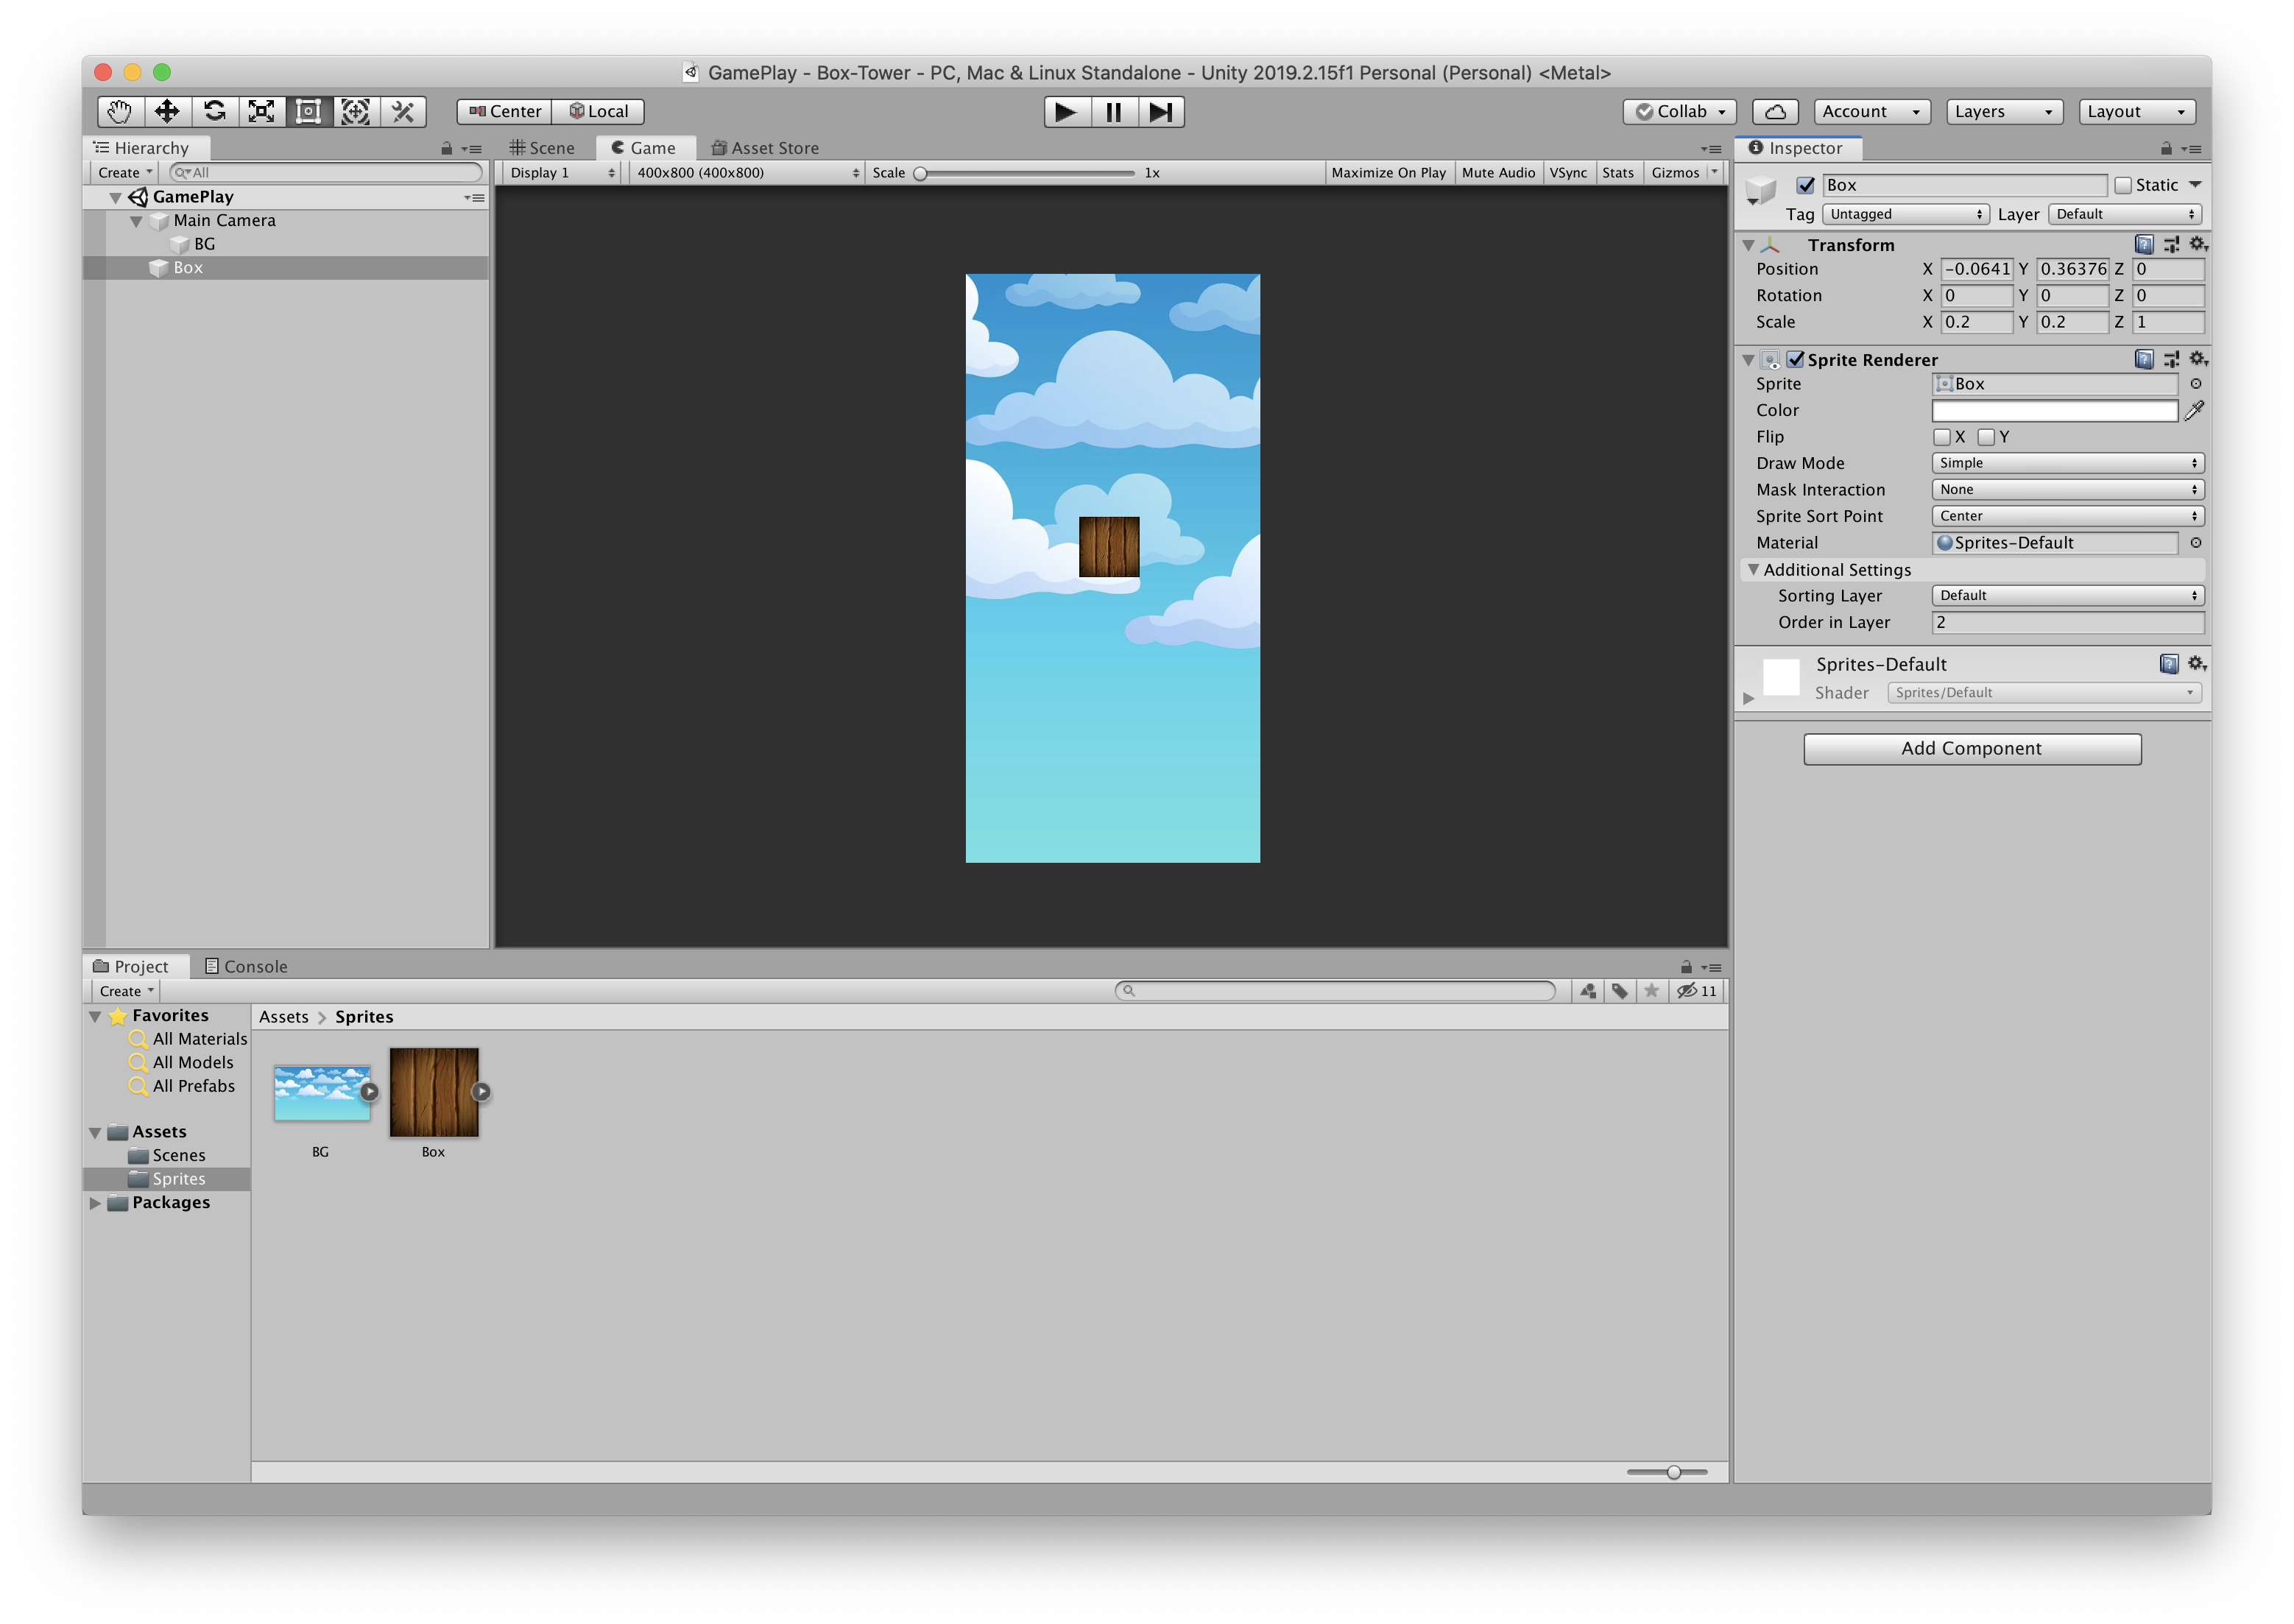 GamePlay - Box-Tower - PC, Mac & Linux Standalone - Unity 2019.2.15f1 Personal (Personal) <Metal>
Center Local Collab Account Layers Layout
Hierarchy
Create All
GamePlay
Main Camera
BG
Box
Scene Game Asset Store
Display 1 400x800 (400x800) Scale 1x Maximize On Play Mute Audio VSync Stats Gizmos
Inspector
Box Static
Tag Untagged Layer Default
Transform
Position X -0.0641 Y 0.36376 Z 0
Rotation X 0 Y 0 Z 0
Scale X 0.2 Y 0.2 Z 1
Sprite Renderer
Sprite Box
Color
Flip X Y
Draw Mode Simple
Mask Interaction None
Sprite Sort Point Center
Material Sprites-Default
Additional Settings
Sorting Layer Default
Order in Layer 2
Sprites-Default
Shader Sprites/Default
Add Component
Project Console
Create 11
Favorites
All Materials
All Models
All Prefabs
Assets
Scenes
Sprites
Packages
Assets > Sprites
BG Box